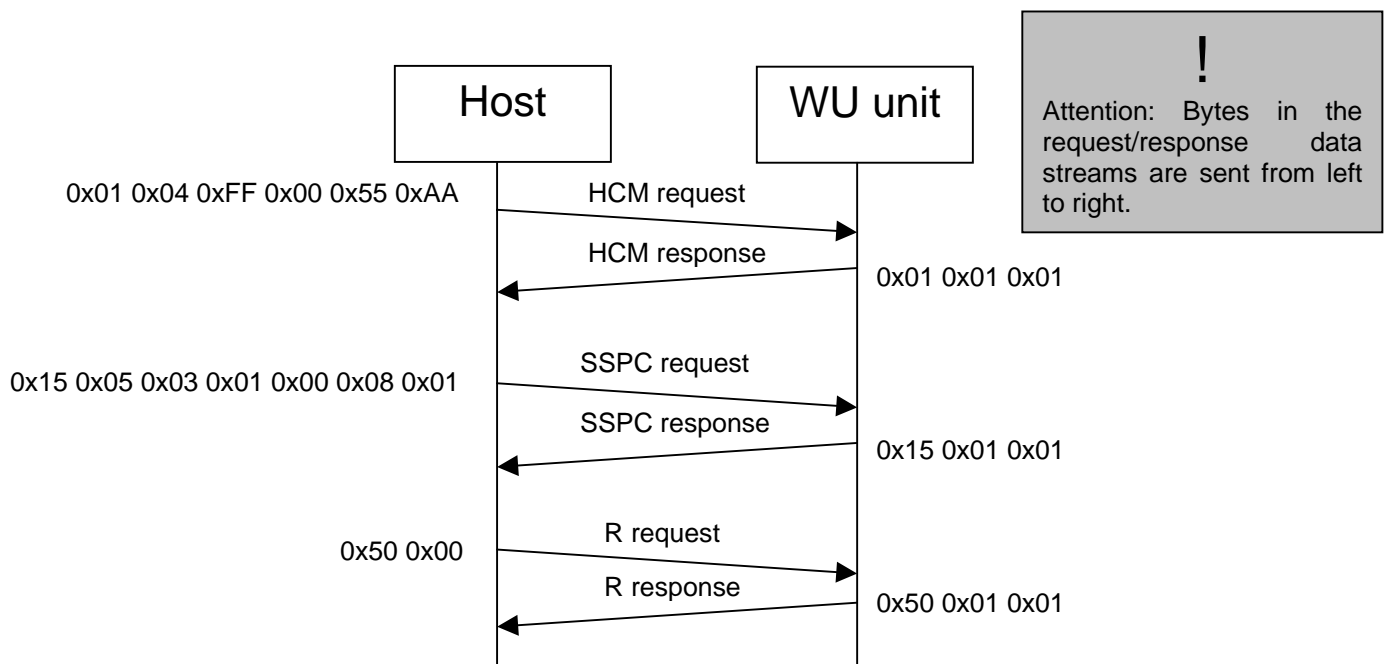 !
Attention: Bytes in the
request/response data
streams are sent from left
to right.
Host
WU unit
0x01 0x04 0xFF 0x00 0x55 0xAA
HCM request
HCM response
0x01 0x01 0x01
SSPC request
0x15 0x05 0x03 0x01 0x00 0x08 0x01
SSPC response
0x15 0x01 0x01
R request
0x50 0x00
R response
0x50 0x01 0x01